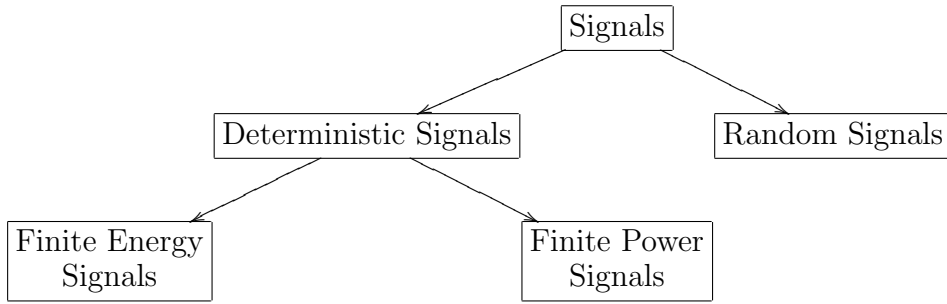 Signals
Deterministic Signals
Random Signals
Finite Energy
Signals
Finite Power
Signals